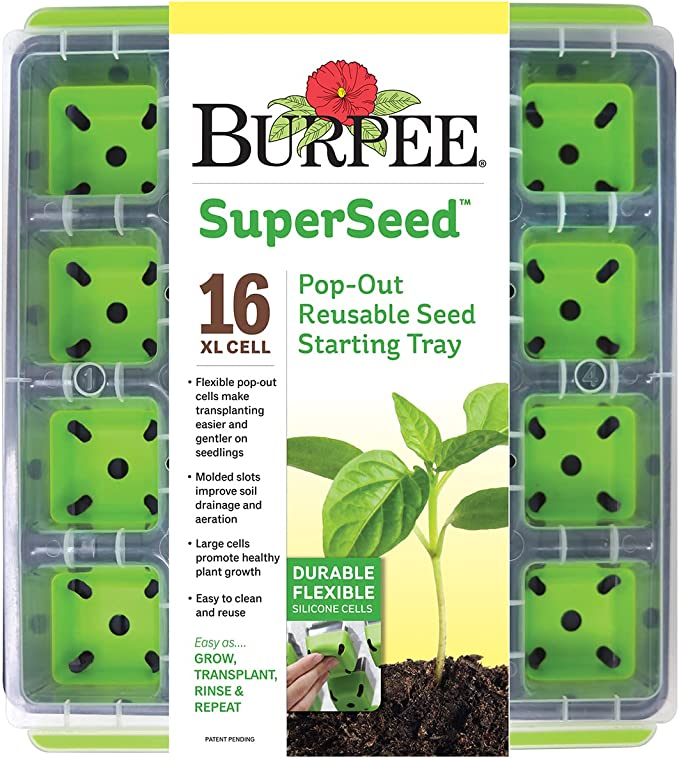 BURPEE®
SuperSeed™
16
XL CELL
Pop-Out
Reusable Seed
Starting Tray
• Flexible pop-out
cells make
transplanting
easier and
gentler on
seedlings
• Molded slots
improve soil
drainage and
aeration
• Large cells
promote healthy
plant growth
• Easy to clean
and reuse
Easy as....
GROW,
TRANSPLANT,
RINSE &
REPEAT
PATENT PENDING
DURABLE
FLEXIBLE
SILICONE CELLS
1
4